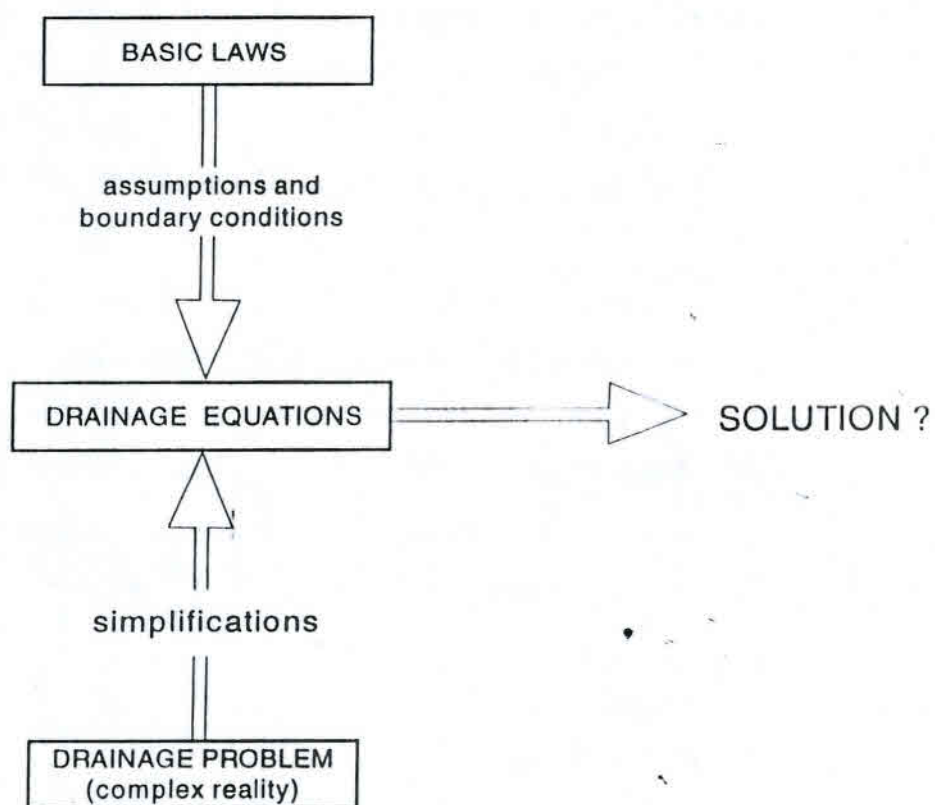 BASIC LAWS
assumptions and
boundary conditions
DRAINAGE EQUATIONS
SOLUTION ?
simplifications
DRAINAGE PROBLEM
(complex reality)